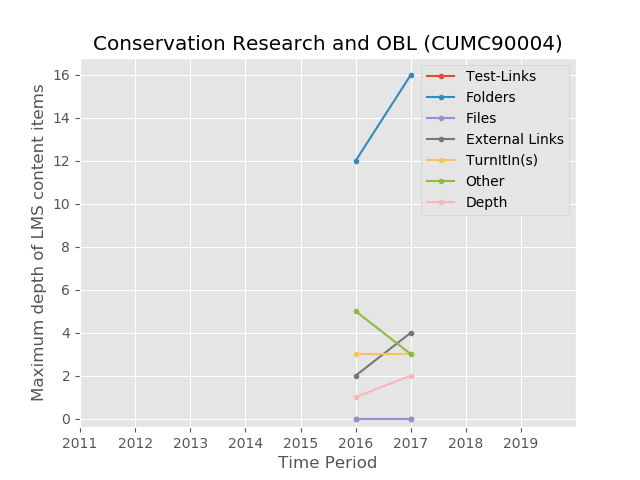 Conservation Research and OBL (CUMC90004)
Maximum depth of LMS content items
16
14
12
10
8
6
4
2
0
Test-Links
Folders
Files
External Links
TurnItIn(s)
Other
Depth
2011 2012 2013 2014 2015 2016 2017 2018 2019
Time Period